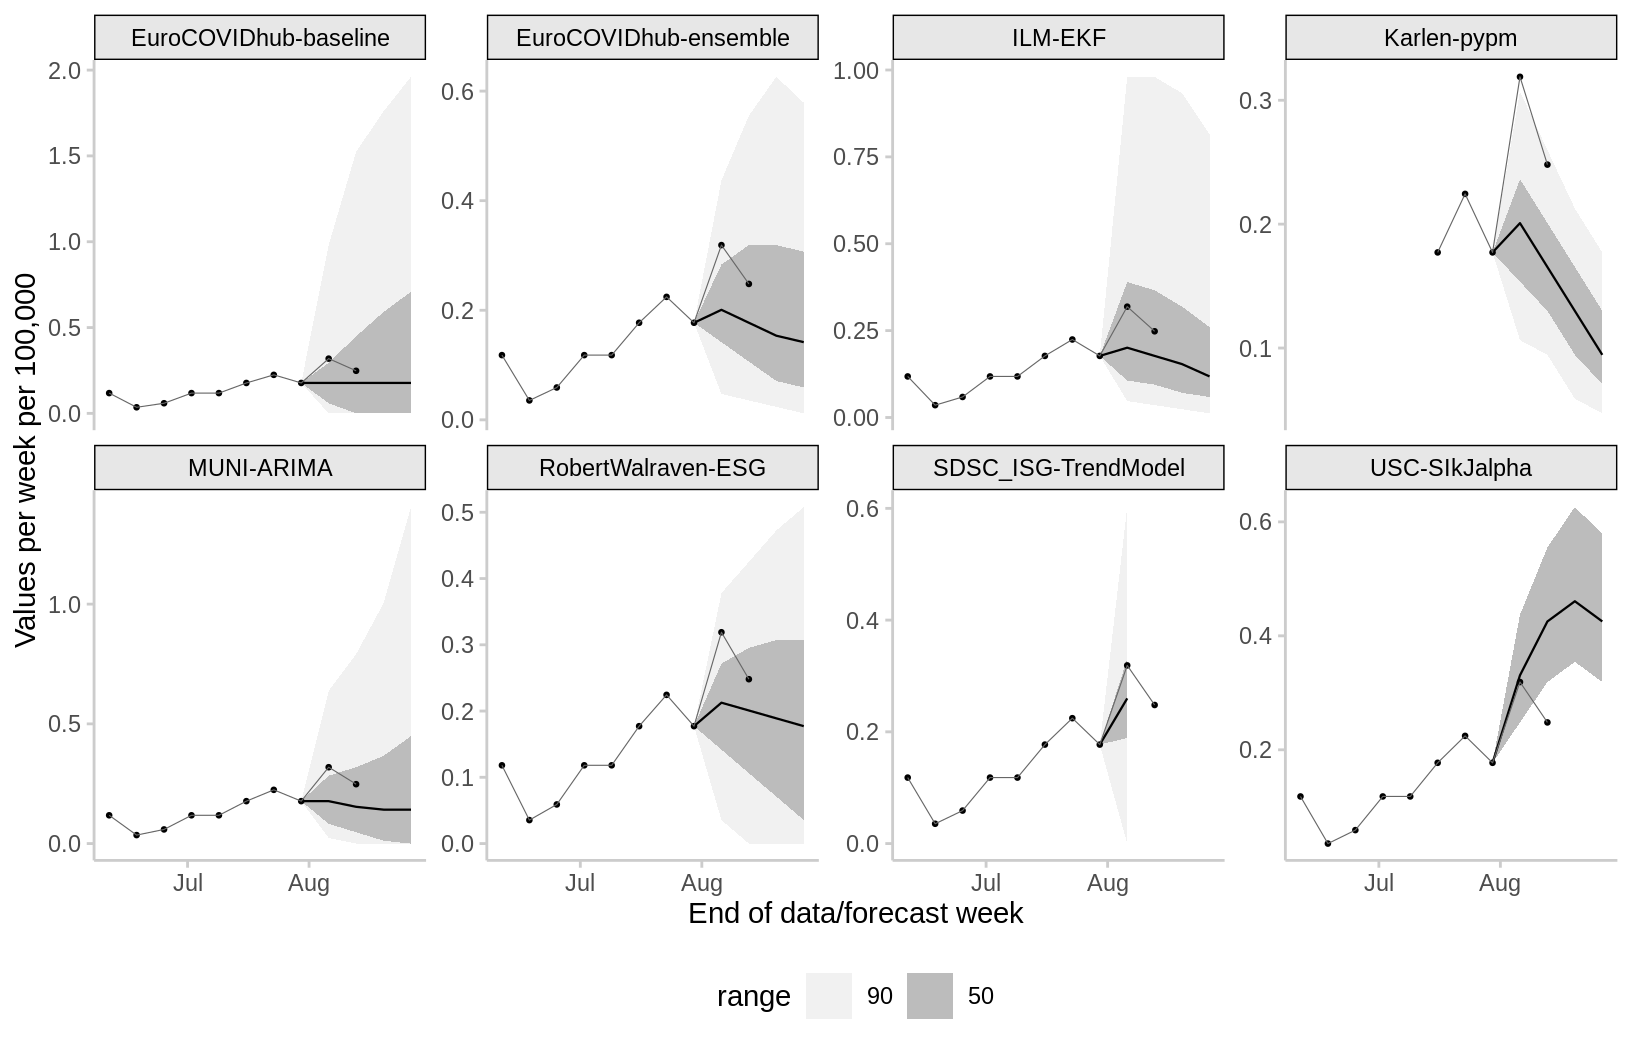 EuroCOVIDhub-baseline
EuroCOVIDhub-ensemble
ILM-EKF
Karlen-pypm
2.0
1.5
1.0
0.5
0.0
0.6
0.4
0.2
0.0
1.00
0.75
0.50
0.25
0.00
0.3
0.2
0.1
Values per week per 100,000
MUNI-ARIMA
RobertWalraven-ESG
SDSC_ISG-TrendModel
USC-SIkJalpha
1.0
0.5
0.0
0.5
0.4
0.3
0.2
0.1
0.0
0.6
0.4
0.2
0.0
0.6
0.4
0.2
Jul Aug Jul Aug Jul Aug Jul Aug
End of data/forecast week
range 90 50